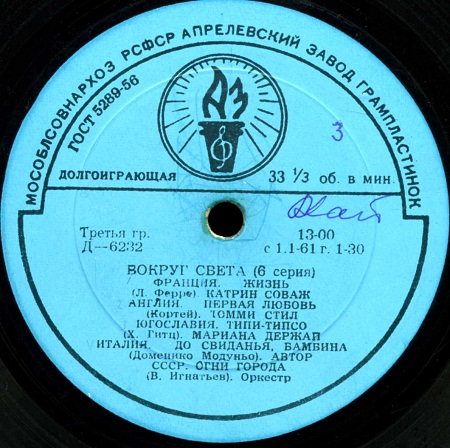 МОСОБЛСОВНАРХОЗ РСФСР АПРЕЛЕВСКИЙ ЗАВОД ГРАМПЛАСТИНОК
ГОСТ 5289-56
АЗ
3
ДОЛГОИГРАЮЩАЯ 33 ⅓ об. в мин.
Третья гр. 13-00
Д—6232 с 1.1-61 г. 1-30
ВОКРУГ СВЕТА (6 серия)
ФРАНЦИЯ. ЖИЗНЬ
(Л. Ферре). КАТРИН СОВАЖ
АНГЛИЯ. ПЕРВАЯ ЛЮБОВЬ
(Кортей). ТОММИ СТИЛ
ЮГОСЛАВИЯ. ТИПИ-ТИПСО
(Х. Гитц). МАРИАНА ДЕРЖАЙ
ИТАЛИЯ. ДО СВИДАНЬЯ, БАМБИНА
(Доменико Модуньо). АВТОР
СССР. ОГНИ ГОРОДА
(В. Игнатьев). Оркестр